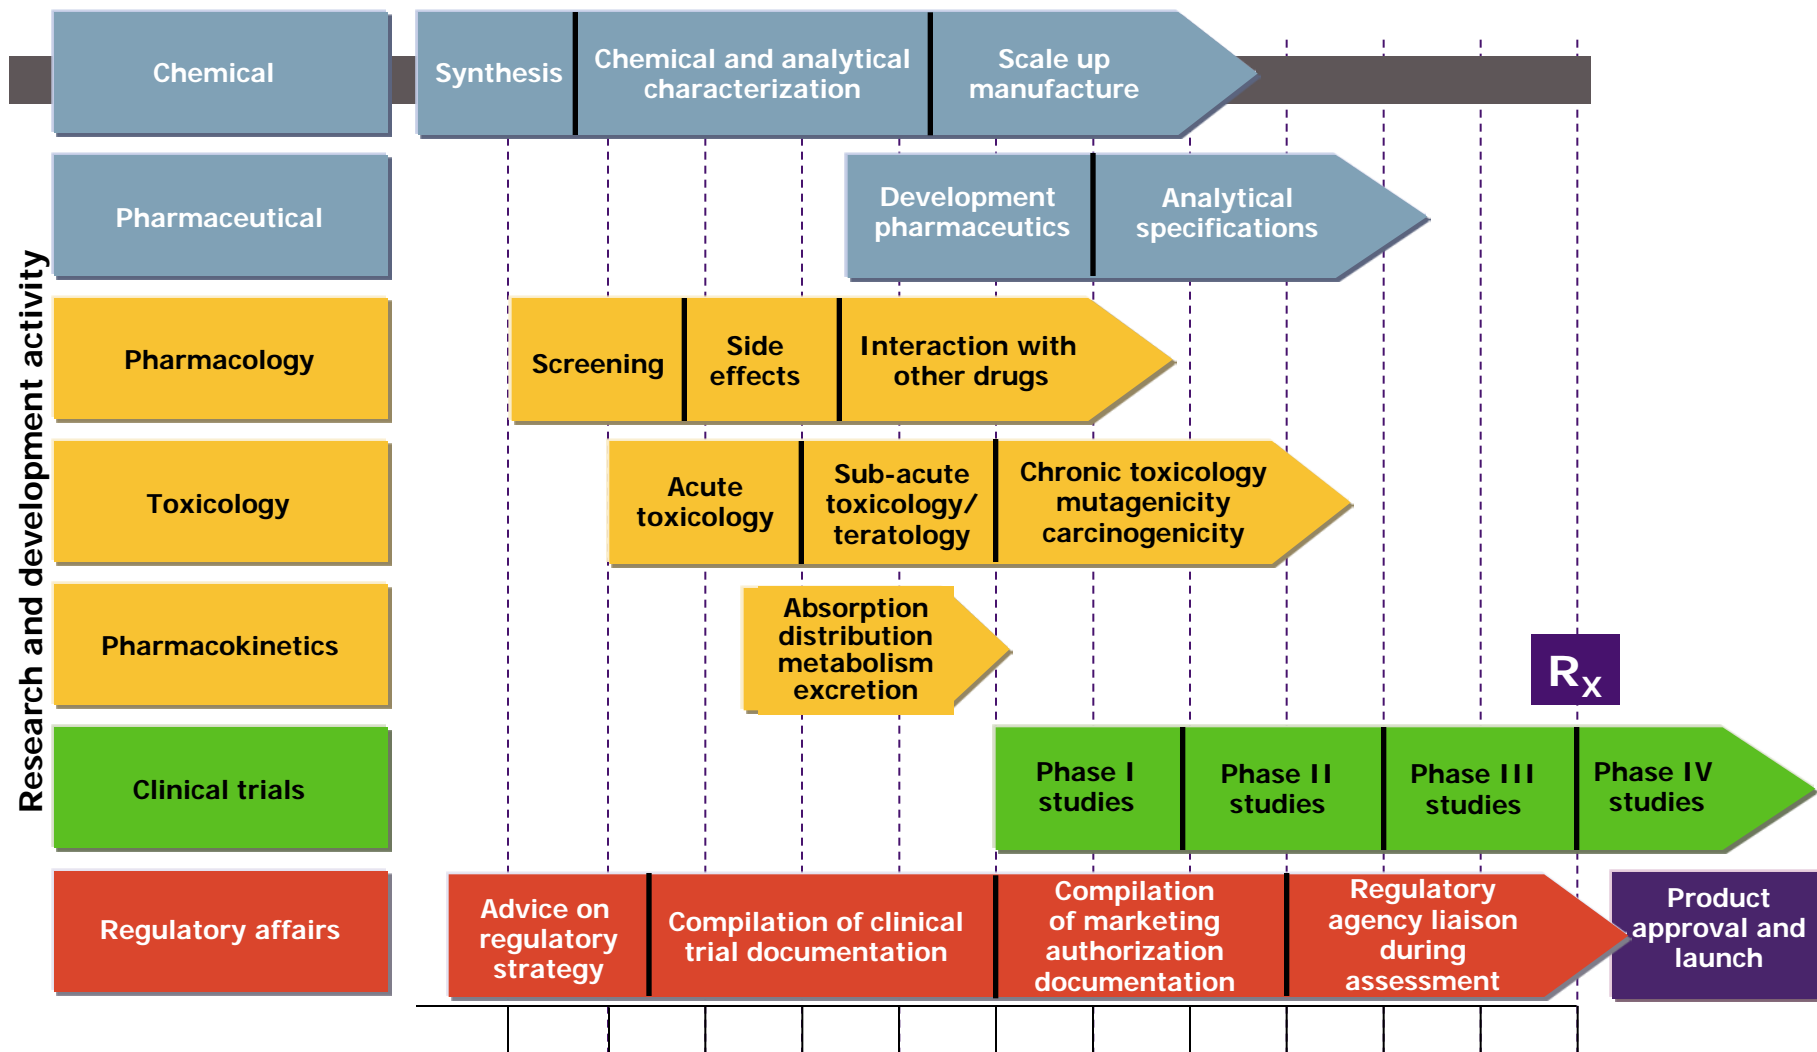 Research and development activity
Chemical
Synthesis
Chemical and analytical
characterization
Scale up
manufacture
Pharmaceutical
Development
pharmaceutics
Analytical
specifications
Pharmacology
Screening
Side
effects
Interaction with
other drugs
Toxicology
Acute
toxicology
Sub-acute
toxicology/
teratology
Chronic toxicology
mutagenicity
carcinogenicity
Pharmacokinetics
Absorption
distribution
metabolism
excretion
RX
Clinical trials
Phase I
studies
Phase II
studies
Phase III
studies
Phase IV
studies
Regulatory affairs
Advice on
regulatory
strategy
Compilation of clinical
trial documentation
Compilation
of marketing
authorization
documentation
Regulatory
agency liaison
during
assessment
Product
approval and
launch